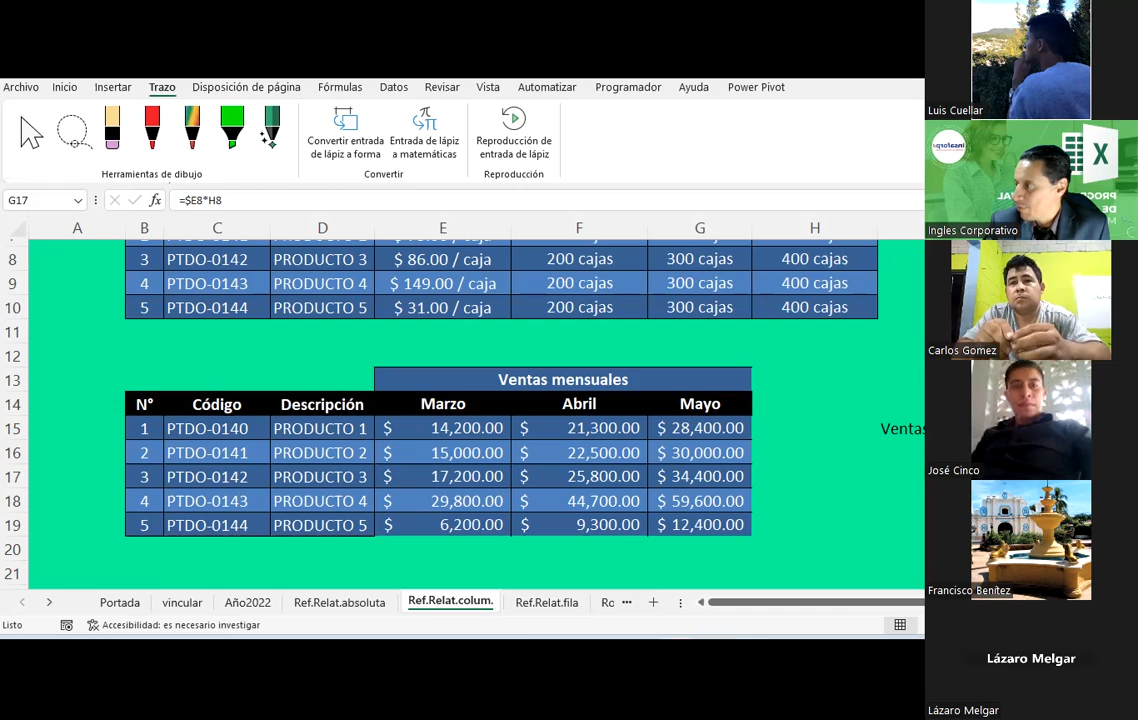 Archivo Inicio Insertar Trazo Disposición de página Fórmulas Datos Revisar Vista Automatizar Programador Ayuda Power Pivot
Convertir entrada de lápiz a forma
Entrada de lápiz a matemáticas
Reproducción de entrada de lápiz
Herramientas de dibujo Convertir Reproducción
G17 fx =$E8*H8
A B C D E F G H
8 3 PTDO-0142 PRODUCTO 3 $ 86.00 / caja 200 cajas 300 cajas 400 cajas
9 4 PTDO-0143 PRODUCTO 4 $ 149.00 / caja 200 cajas 300 cajas 400 cajas
10 5 PTDO-0144 PRODUCTO 5 $ 31.00 / caja 200 cajas 300 cajas 400 cajas
11
12
13 Ventas mensuales
14 N° Código Descripción Marzo Abril Mayo
15 1 PTDO-0140 PRODUCTO 1 $ 14,200.00 $ 21,300.00 $ 28,400.00 Ventas
16 2 PTDO-0141 PRODUCTO 2 $ 15,000.00 $ 22,500.00 $ 30,000.00
17 3 PTDO-0142 PRODUCTO 3 $ 17,200.00 $ 25,800.00 $ 34,400.00
18 4 PTDO-0143 PRODUCTO 4 $ 29,800.00 $ 44,700.00 $ 59,600.00
19 5 PTDO-0144 PRODUCTO 5 $ 6,200.00 $ 9,300.00 $ 12,400.00
20
21
Portada vincular Año2022 Ref.Relat.absoluta Ref.Relat.colum. Ref.Relat.fila
Listo Accesibilidad: es necesario investigar
Luis Cuellar
X
Ingles Corporativo
Carlos Gomez
José Cinco
Francisco Benítez
Lázaro Melgar
Lázaro Melgar